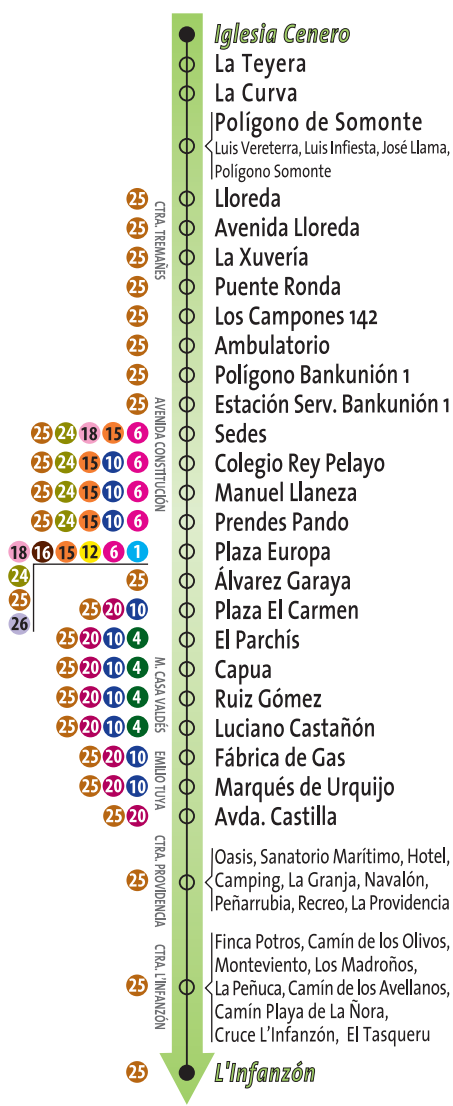 Iglesia Cenero
La Teyera
La Curva
Polígono de Somonte
Luis Vereterra, Luis Infiesta, José Llama,
Polígono Somonte
CTRA. TREMAÑES
25 Lloreda
25 Avenida Lloreda
25 La Xuvería
25 Puente Ronda
25 Los Campones 142
25 Ambulatorio
25 Polígono Bankunión 1
AVENIDA CONSTITUCIÓN
25 Estación Serv. Bankunión 1
25 24 18 15 6 Sedes
25 24 15 10 6 Colegio Rey Pelayo
25 24 15 10 6 Manuel Llaneza
25 24 15 10 6 Prendes Pando
18 16 15 12 6 1 Plaza Europa
24
25
26
25 Álvarez Garaya
25 20 10 Plaza El Carmen
25 20 10 4 El Parchís
M. CASA VALDÉS
25 20 10 4 Capua
25 20 10 4 Ruiz Gómez
25 20 10 4 Luciano Castañón
EMILIO TUYA
25 20 10 Fábrica de Gas
25 20 10 Marqués de Urquijo
25 20 Avda. Castilla
CTRA. PROVIDENCIA
25
Oasis, Sanatorio Marítimo, Hotel,
Camping, La Granja, Navalón,
Peñarrubia, Recreo, La Providencia
CTRA. L'INFANZÓN
25
Finca Potros, Camín de los Olivos,
Monteviento, Los Madroños,
La Peñuca, Camín de los Avellanos,
Camín Playa de La Ñora,
Cruce L'Infanzón, El Tasqueru
25 L'Infanzón